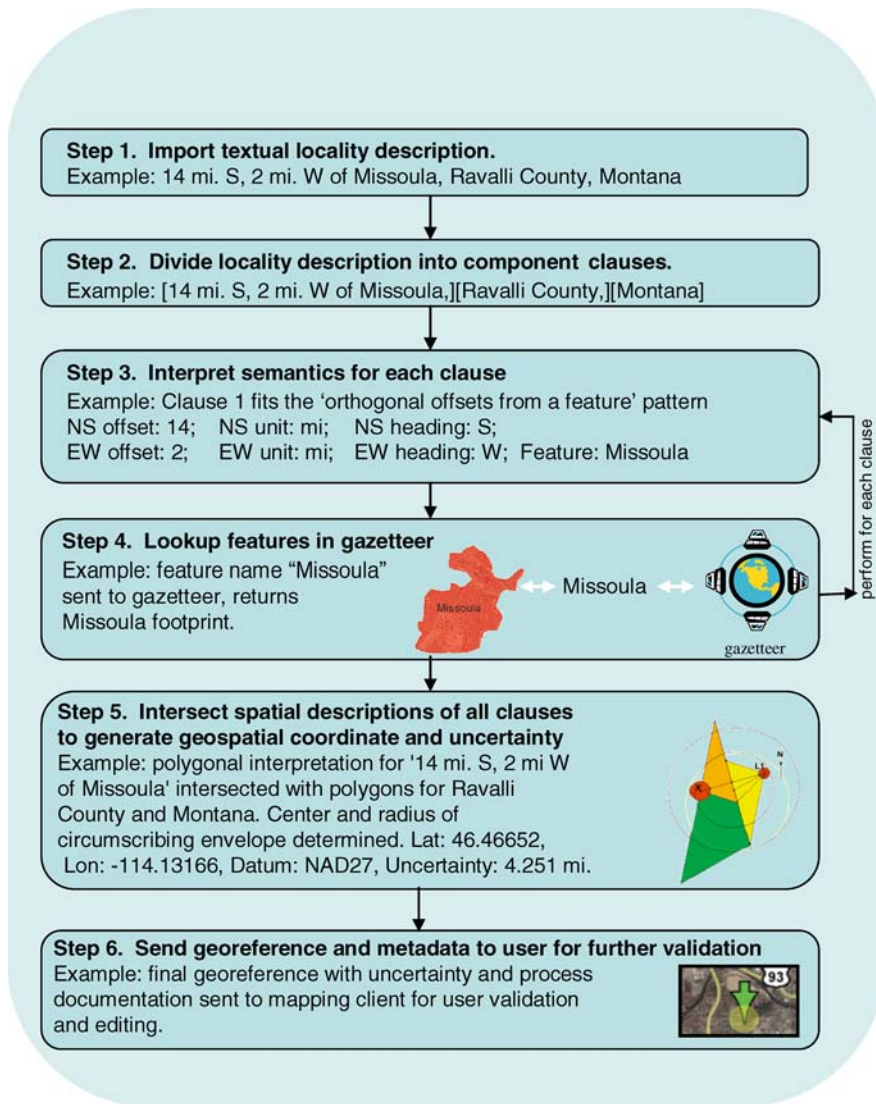 Step 1. Import textual locality description.
Example: 14 mi. S, 2 mi. W of Missoula, Ravalli County, Montana
Step 2. Divide locality description into component clauses.
Example: [14 mi. S, 2 mi. W of Missoula,][Ravalli County,][Montana]
Step 3. Interpret semantics for each clause
Example: Clause 1 fits the ‘orthogonal offsets from a feature’ pattern
NS offset: 14; NS unit: mi; NS heading: S;
EW offset: 2; EW unit: mi; EW heading: W; Feature: Missoula
perform for each clause
Step 4. Lookup features in gazetteer
Example: feature name “Missoula”
sent to gazetteer, returns
Missoula footprint.
Missoula
Missoula
gazetteer
Step 5. Intersect spatial descriptions of all clauses
to generate geospatial coordinate and uncertainty
Example: polygonal interpretation for '14 mi. S, 2 mi W
of Missoula' intersected with polygons for Ravalli
County and Montana. Center and radius of
circumscribing envelope determined. Lat: 46.46652,
Lon: -114.13166, Datum: NAD27, Uncertainty: 4.251 mi.
N
L1
Step 6. Send georeference and metadata to user for further validation
Example: final georeference with uncertainty and process
documentation sent to mapping client for user validation
and editing.
93